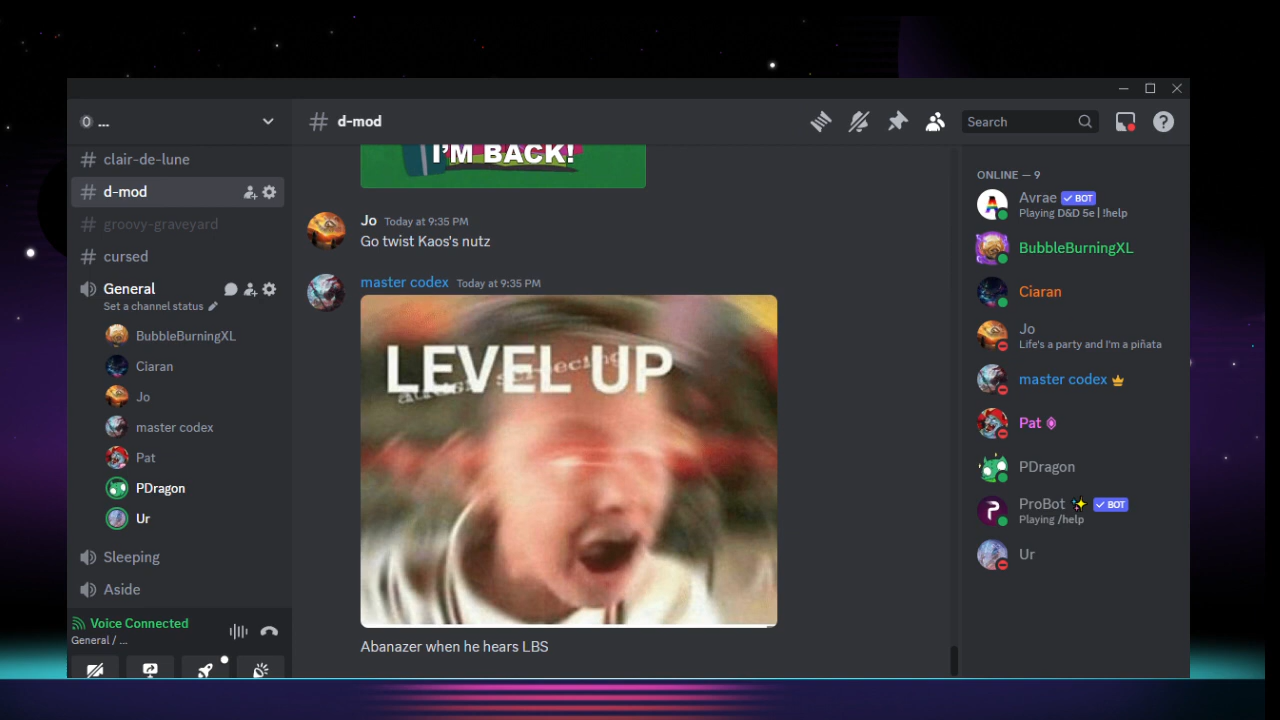 ...
d-mod
Search
clair-de-lune
d-mod
groovy-graveyard
cursed
General
Set a channel status
BubbleBurningXL
Ciaran
Jo
master codex
Pat
PDragon
Ur
Sleeping
Aside
Voice Connected
General / ...
I'M BACK!
Jo Today at 9:35 PM
Go twist Kaos's nutz
master codex Today at 9:35 PM
LEVEL UP
autistic screeching
Abanazer when he hears LBS
ONLINE — 9
Avrae BOT
Playing D&D 5e | !help
BubbleBurningXL
Ciaran
Jo
Life's a party and I'm a piñata
master codex
Pat
PDragon
ProBot ✨ BOT
Playing /help
Ur